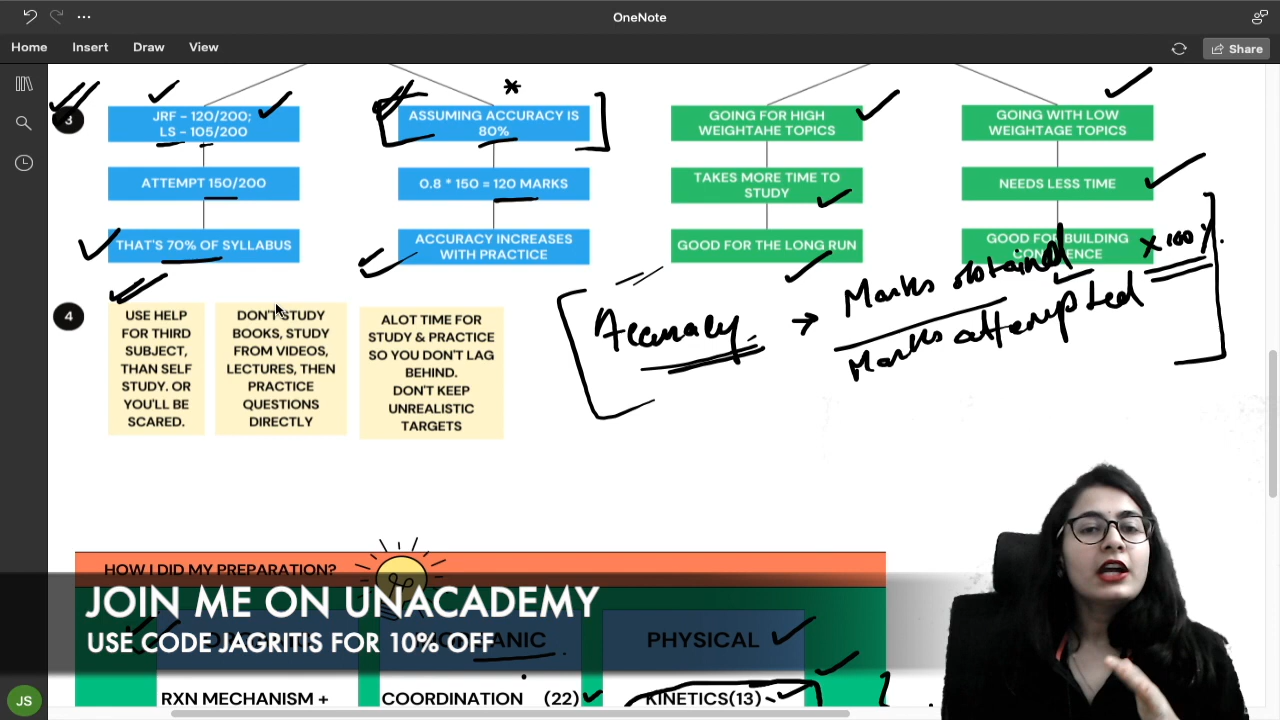 OneNote
Home Insert Draw View
Share
3
JRF - 120/200;
LS - 105/200
ATTEMPT 150/200
THAT'S 70% OF SYLLABUS
ASSUMING ACCURACY IS
80%
0.8 * 150 = 120 MARKS
ACCURACY INCREASES
WITH PRACTICE
GOING FOR HIGH
WEIGHTAHE TOPICS
TAKES MORE TIME TO
STUDY
GOOD FOR THE LONG RUN
GOING WITH LOW
WEIGHTAGE TOPICS
NEEDS LESS TIME
GOOD FOR BUILDING
CONFIDENCE
Accuracy → Marks obtained
Marks attempted
× 100 %.
4
USE HELP
FOR THIRD
SUBJECT,
THAN SELF
STUDY. OR
YOU'LL BE
SCARED.
DON'T STUDY
BOOKS, STUDY
FROM VIDEOS,
LECTURES, THEN
PRACTICE
QUESTIONS
DIRECTLY
ALOT TIME FOR
STUDY & PRACTICE
SO YOU DON'T LAG
BEHIND.
DON'T KEEP
UNREALISTIC
TARGETS
HOW I DID MY PREPARATION?
JOIN ME ON UNACADEMY
USE CODE JAGRITIS FOR 10% OFF
PHYSICAL
RXN MECHANISM +
COORDINATION (22)
KINETICS(13)
JS